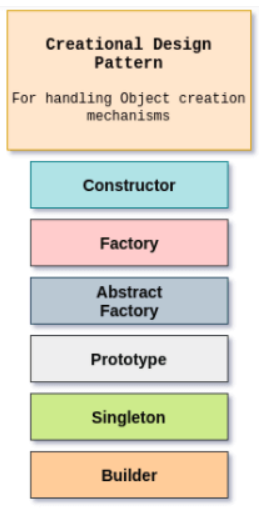 Creational Design
Pattern
For handling Object creation
mechanisms
Constructor
Factory
Abstract
Factory
Prototype
Singleton
Builder